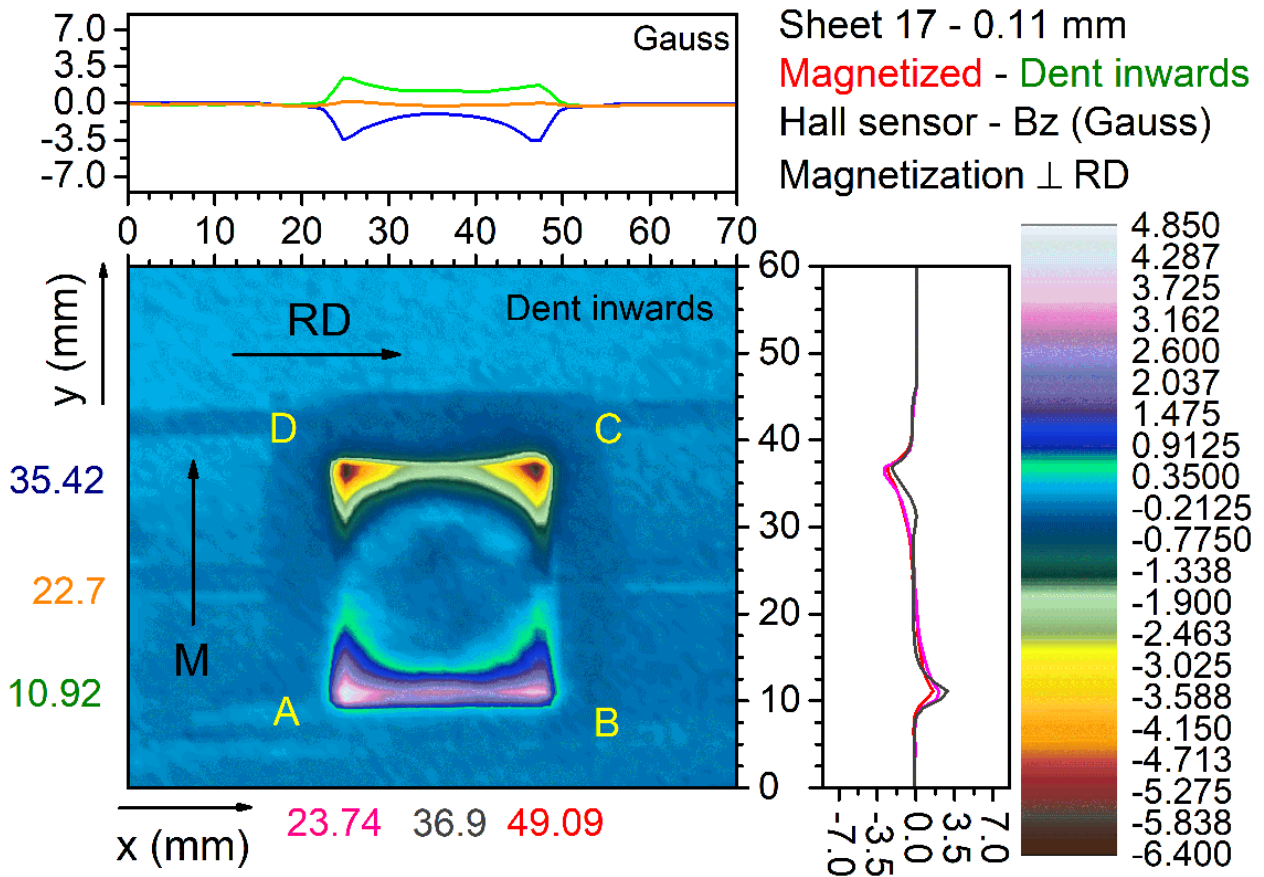 7.0
3.5
0.0
-3.5
-7.0
Gauss
0 10 20 30 40 50 60 70
Sheet 17 - 0.11 mm
Magnetized - Dent inwards
Hall sensor - Bz (Gauss)
Magnetization ⊥ RD
y (mm)
35.42
22.7
10.92
RD
Dent inwards
D
C
M
A
B
60
50
40
30
20
10
0
23.74 36.9 49.09
x (mm)
-7.0
-3.5
0.0
3.5
7.0
4.850
4.287
3.725
3.162
2.600
2.037
1.475
0.9125
0.3500
-0.2125
-0.7750
-1.338
-1.900
-2.463
-3.025
-3.588
-4.150
-4.713
-5.275
-5.838
-6.400